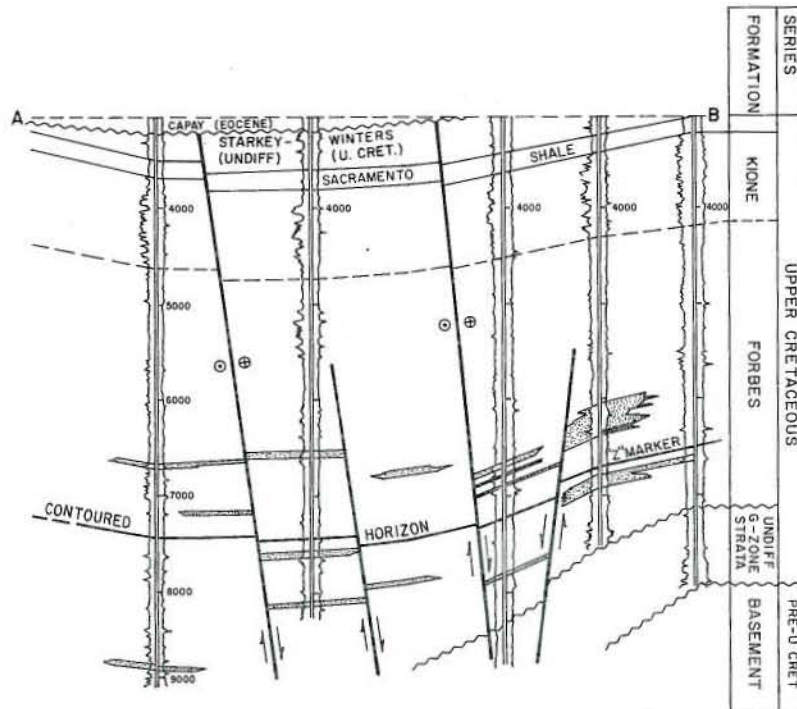 SERIES
FORMATION
A
CAPAY (EOCENE)
STARKEY-
(UNDIFF)
WINTERS
(U. CRET.)
B
SACRAMENTO
SHALE
KIONE
4000
4000
4000
4000
4000
5000
6000
FORBES
UPPER CRETACEOUS
"Z" MARKER
7000
CONTOURED
HORIZON
UNDIFF
G-ZONE
STRATA
8000
BASEMENT
PRE-U CRET
9000